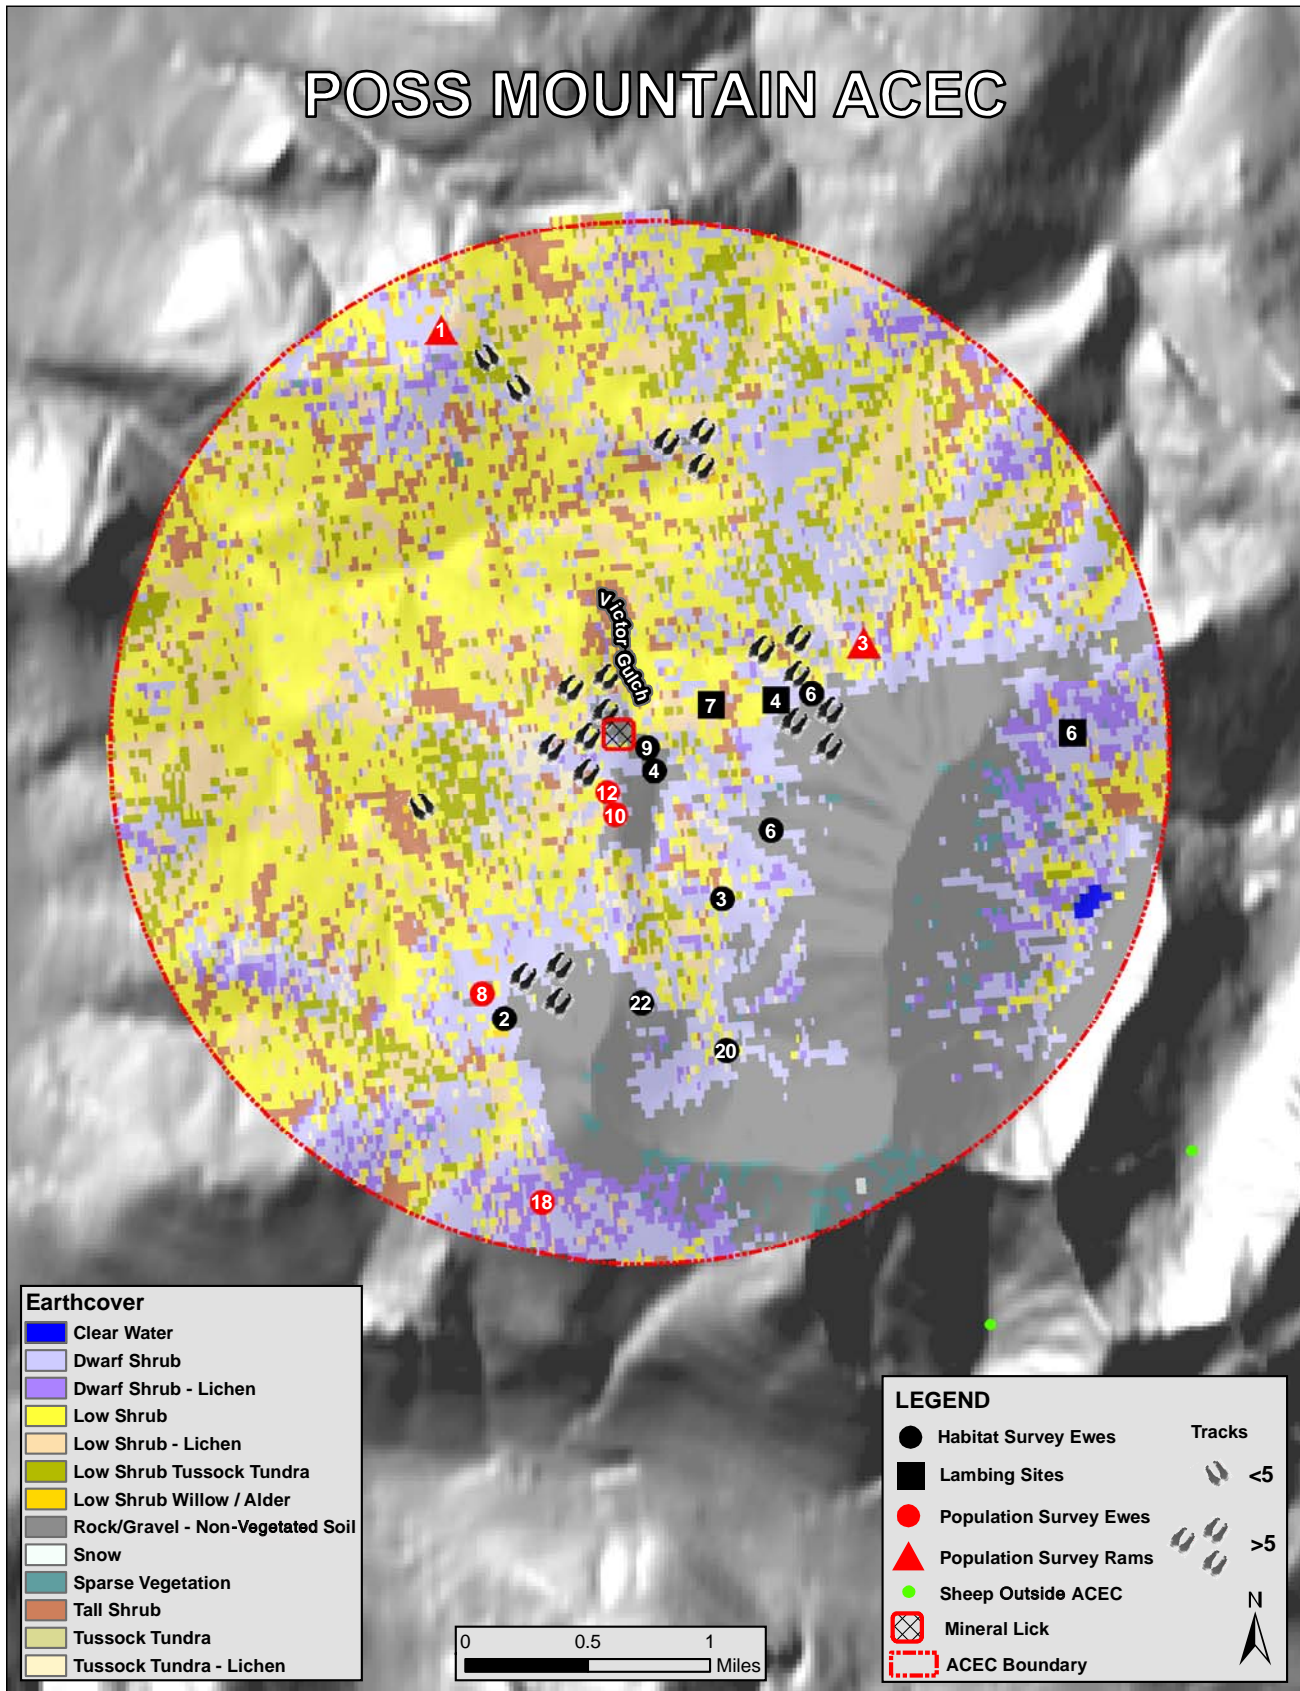 POSS MOUNTAIN ACEC
1
3
Victor Gulch
7
4
6
6
9
4
12
10
6
3
8
2
22
20
18
Earthcover
Clear Water
Dwarf Shrub
Dwarf Shrub - Lichen
Low Shrub
Low Shrub - Lichen
Low Shrub Tussock Tundra
Low Shrub Willow / Alder
Rock/Gravel - Non-Vegetated Soil
Snow
Sparse Vegetation
Tall Shrub
Tussock Tundra
Tussock Tundra - Lichen
0 0.5 1
Miles
LEGEND
Habitat Survey Ewes
Lambing Sites
Population Survey Ewes
Population Survey Rams
Sheep Outside ACEC
Mineral Lick
ACEC Boundary
Tracks
<5
>5
N